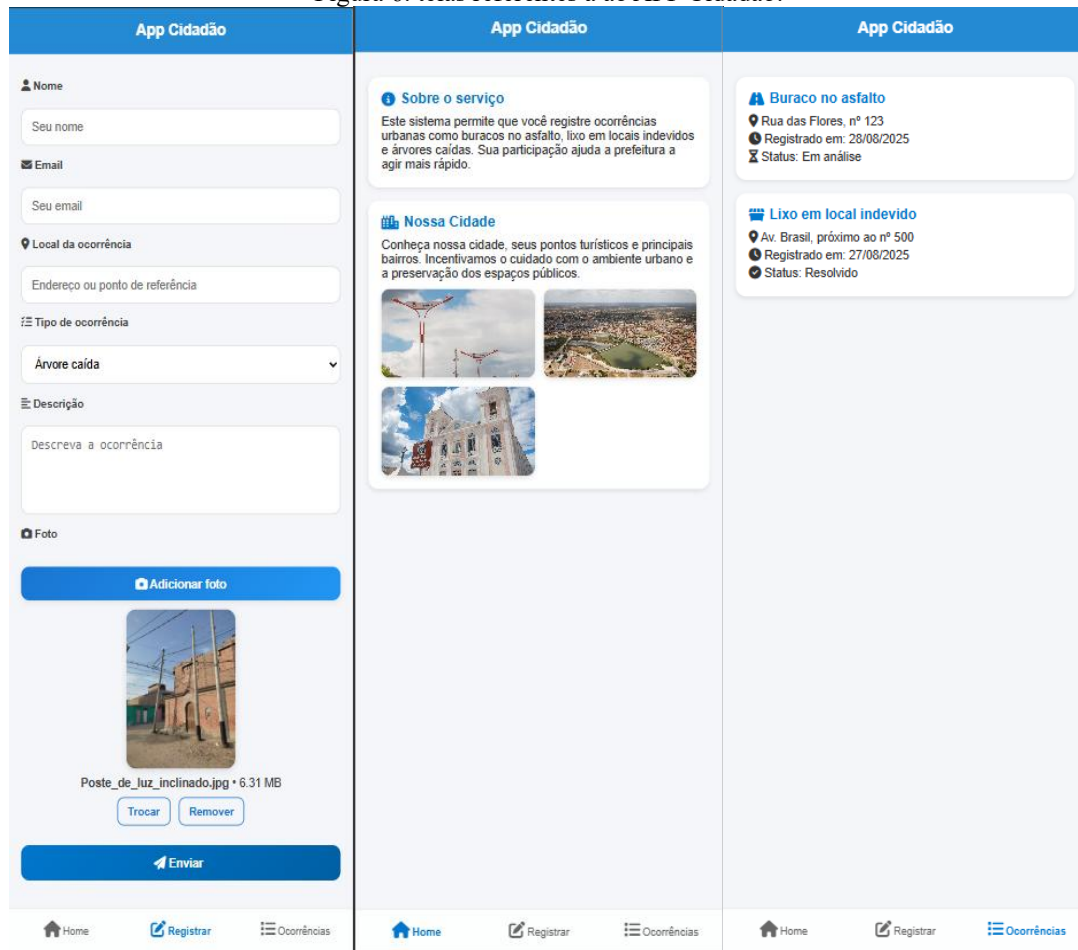 App Cidadão
Nome
Seu nome
Email
Seu email
Local da ocorrência
Endereço ou ponto de referência
Tipo de ocorrência
Árvore caída
Descrição
Descreva a ocorrência
Foto
Adicionar foto
Poste_de_luz_inclinado.jpg • 6.31 MB
Trocar Remover
Enviar
Home Registrar Ocorrências
App Cidadão
Sobre o serviço
Este sistema permite que você registre ocorrências
urbanas como buracos no asfalto, lixo em locais indevidos
e árvores caídas. Sua participação ajuda a prefeitura a
agir mais rápido.
Nossa Cidade
Conheça nossa cidade, seus pontos turísticos e principais
bairros. Incentivamos o cuidado com o ambiente urbano e
a preservação dos espaços públicos.
Home Registrar Ocorrências
App Cidadão
Buraco no asfalto
Rua das Flores, nº 123
Registrado em: 28/08/2025
Status: Em análise
Lixo em local indevido
Av. Brasil, próximo ao nº 500
Registrado em: 27/08/2025
Status: Resolvido
Home Registrar Ocorrências